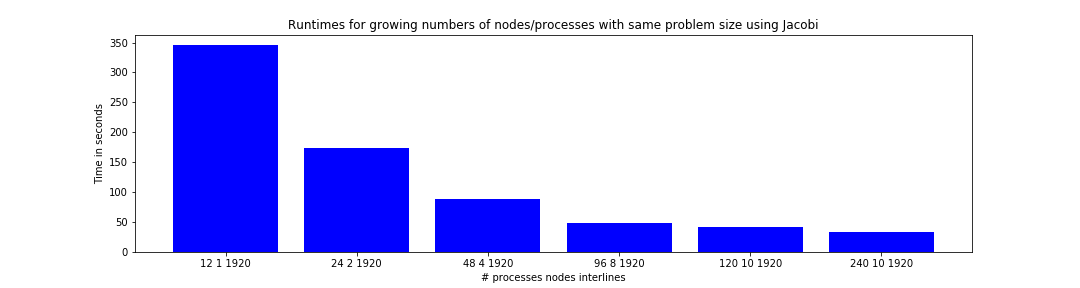 Runtimes for growing numbers of nodes/processes with same problem size using Jacobi
Time in seconds
350
300
250
200
150
100
50
0
12 1 1920
24 2 1920
48 4 1920
96 8 1920
120 10 1920
240 10 1920
# processes nodes interlines